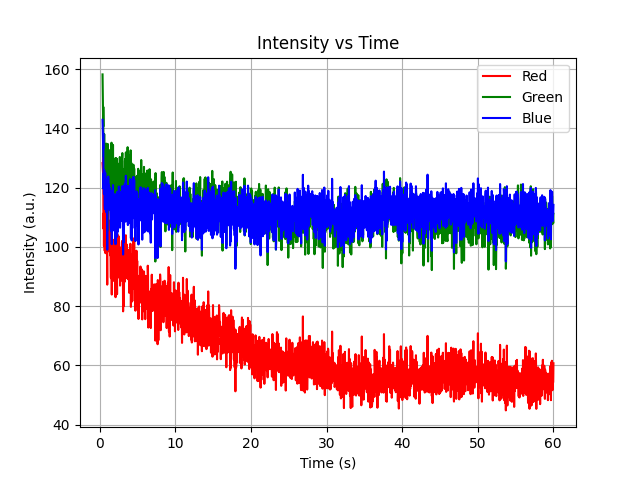 Intensity vs Time
Red
Green
Blue
Intensity (a.u.)
160
140
120
100
80
60
40
0 10 20 30 40 50 60
Time (s)